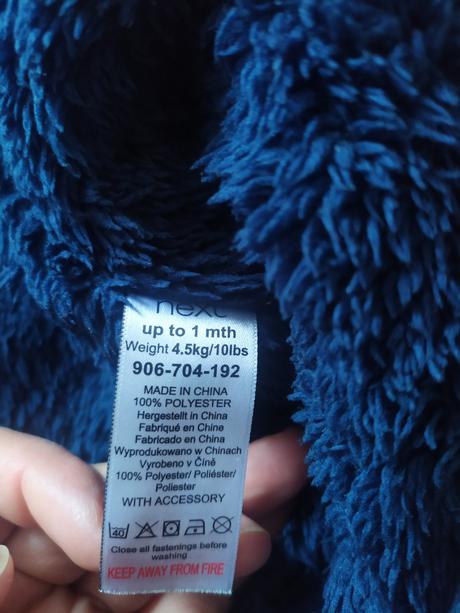 next
up to 1 mth
Weight 4.5kg/10lbs
906-704-192
MADE IN CHINA
100% POLYESTER
Hergestellt in China
Fabriqué en Chine
Fabricado en China
Wyprodukowano w Chinach
Vyrobeno v Číně
100% Polyester/ Poliéster/
Poliester
WITH ACCESSORY
40
Close all fastenings before
washing
KEEP AWAY FROM FIRE